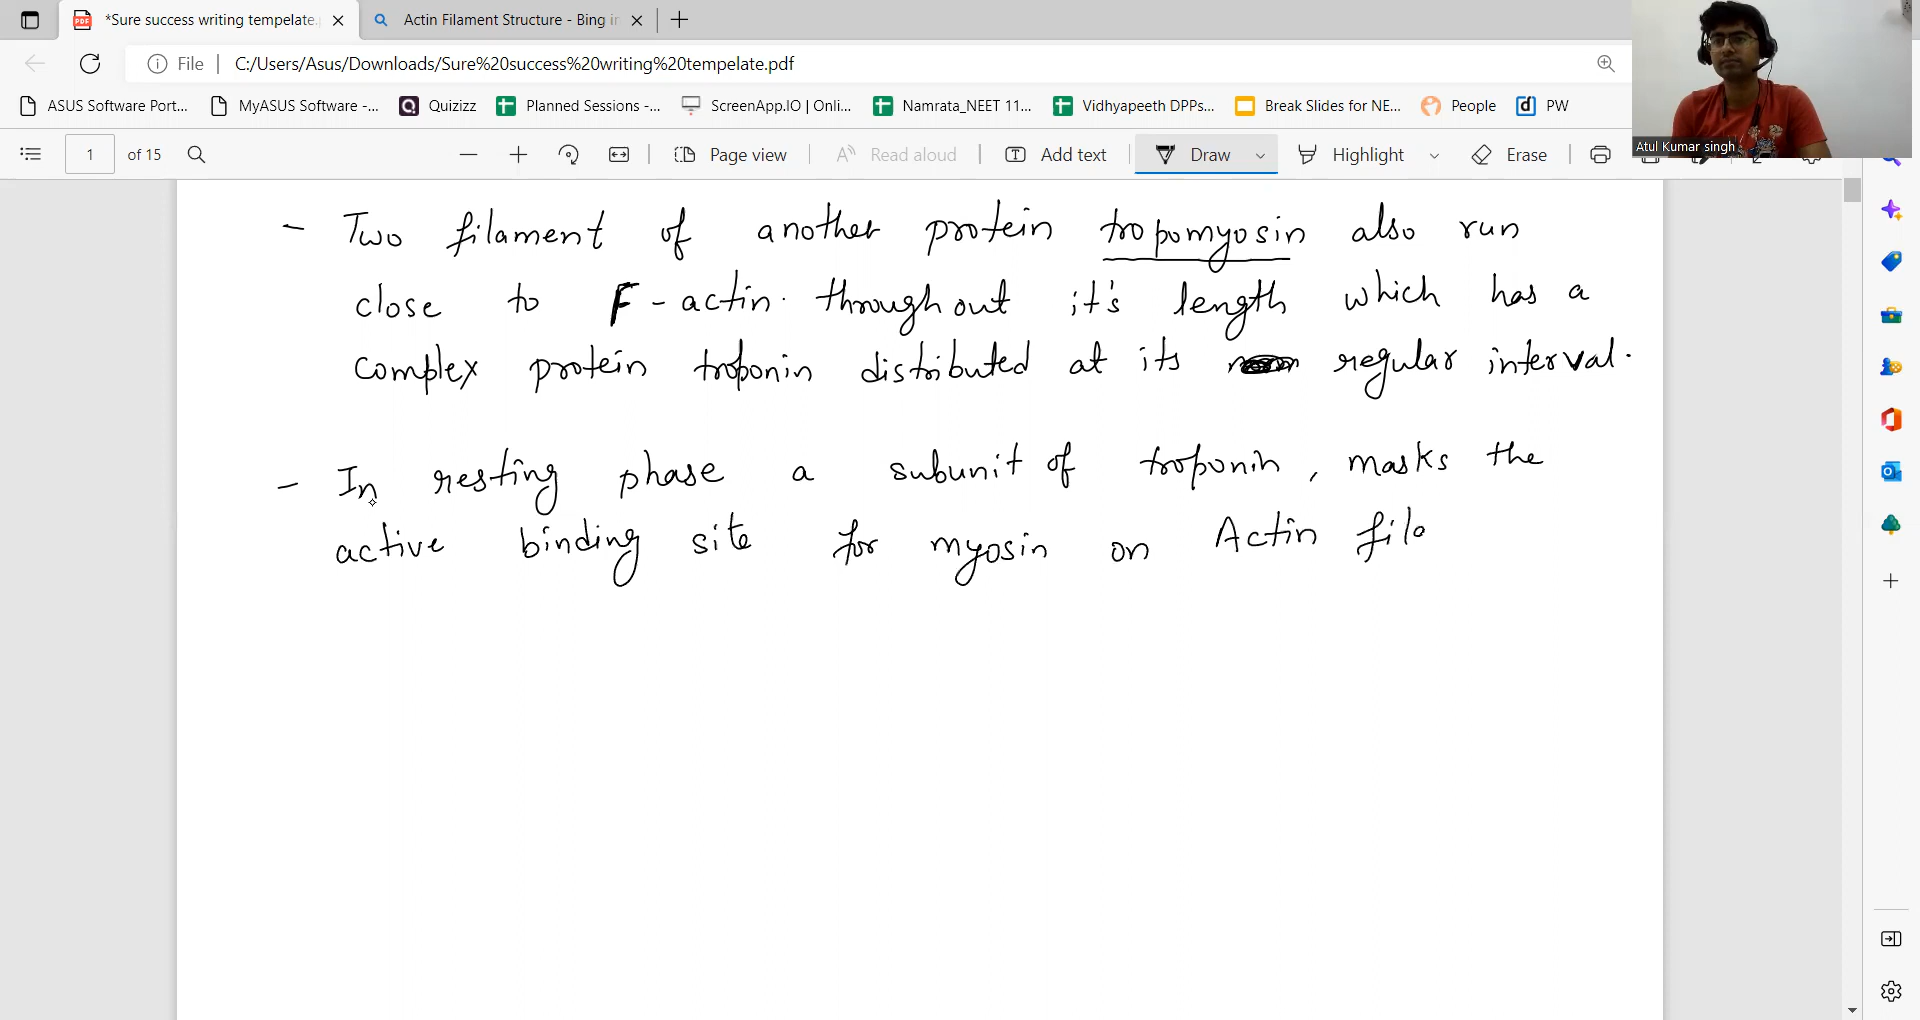 *Sure success writing tempelate.
Actin Filament Structure - Bing in
File
C:/Users/Asus/Downloads/Sure%20success%20writing%20tempelate.pdf
ASUS Software Port...
MyASUS Software -...
Quizizz
Planned Sessions -...
ScreenApp.IO | Onli...
Namrata_NEET 11...
Vidhyapeeth DPPs...
Break Slides for NE...
People
PW
1 of 15
Page view
Read aloud
Add text
Draw
Highlight
Erase
Atul Kumar singh
- Two filament of another protein tropomyosin also run
close to F-actin. throughout it's length which has a
complex protein troponin distributed at its regular interval.
- In resting phase a subunit of troponin, masks the
active binding site for myosin on Actin fila